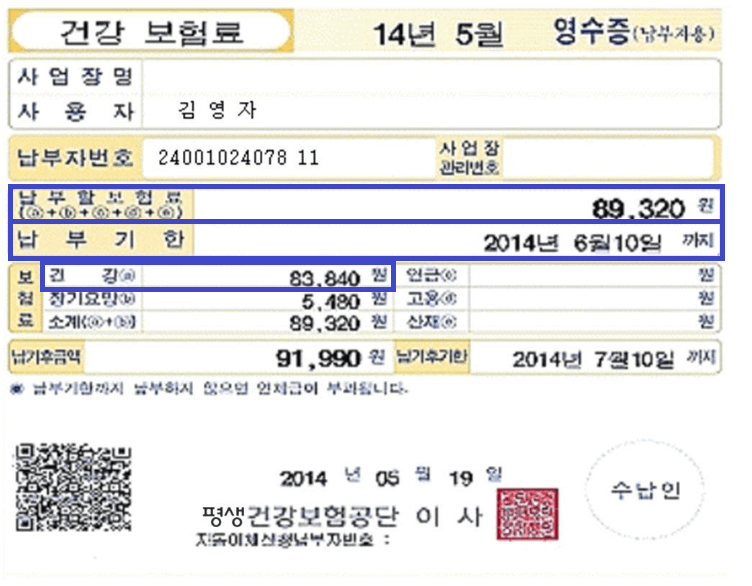 건강 보험료 14년 5월 영수증(납부자용)
사 업 장 명
사 용 자 김 영 자
납부자번호 24001024078 11 사 업 장 관리번호
납 부 할 보 험 료 (ⓐ+ⓑ+ⓒ+ⓓ+ⓔ) 89,320 원
납 부 기 한 2014년 6월10일 까지
보 험 료
건 강ⓐ 83,840 원 연금ⓒ 원
장기요양ⓑ 5,480 원 고용ⓓ 원
소계(ⓐ+ⓑ) 89,320 원 산재ⓔ 원
납기후금액 91,990 원 납기후기한 2014년 7월10일 까지
◉ 납부기한까지 납부하지 않으면 연체금이 부과됩니다.
2014 년 05 월 19 일
평생건강보험공단 이 사
수납인
자동이체신청납부자번호 :